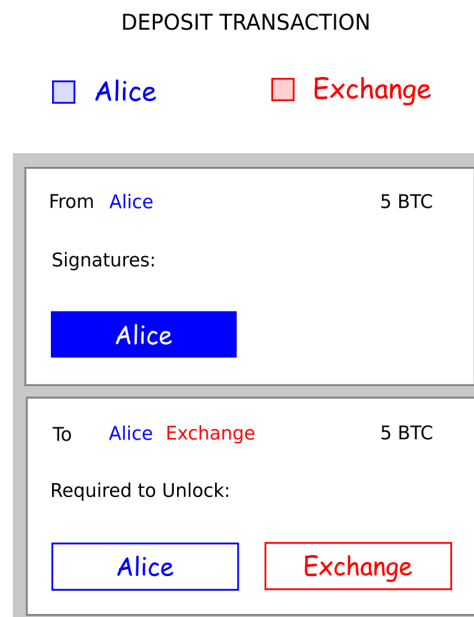 DEPOSIT TRANSACTION
Alice Exchange
From Alice 5 BTC
Signatures:
Alice
To Alice Exchange 5 BTC
Required to Unlock:
Alice Exchange